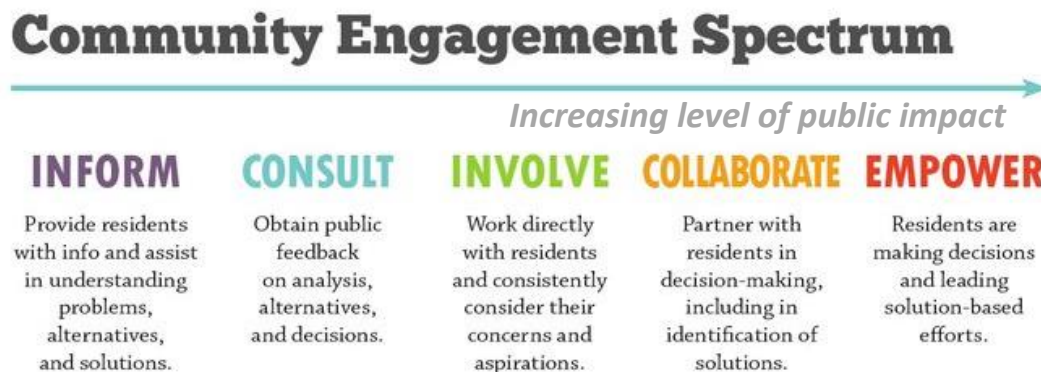 Community Engagement Spectrum
Increasing level of public impact
INFORM
Provide residents
with info and assist
in understanding
problems,
alternatives,
and solutions.
CONSULT
Obtain public
feedback
on analysis,
alternatives,
and decisions.
INVOLVE
Work directly
with residents
and consistently
consider their
concerns and
aspirations.
COLLABORATE
Partner with
residents in
decision-making,
including in
identification of
solutions.
EMPOWER
Residents are
making decisions
and leading
solution-based
efforts.